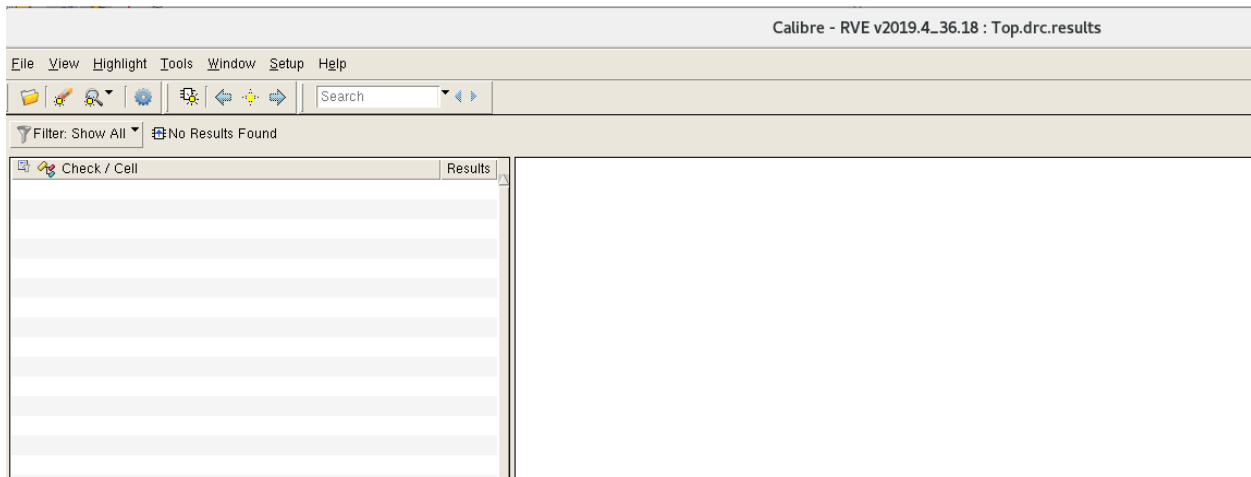 Calibre - RVE v2019.4_36.18 : Top.drc.results
File View Highlight Tools Window Setup Help
Search
Filter: Show All No Results Found
Check / Cell Results